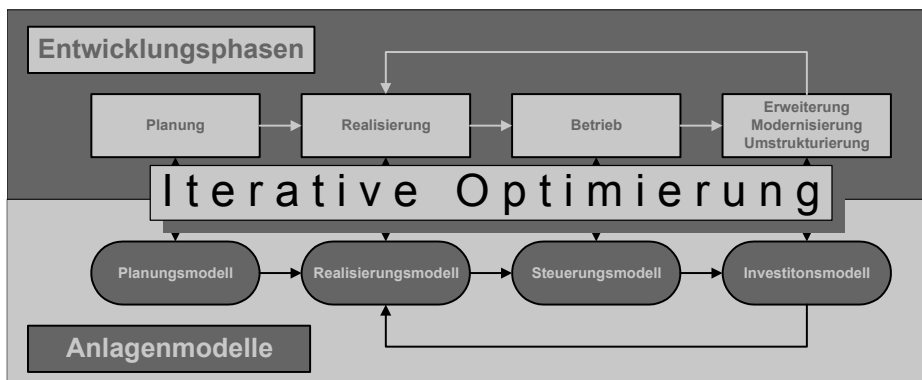 Entwicklungsphasen
Planung
Realisierung
Betrieb
Erweiterung
Modernisierung
Umstrukturierung
Iterative Optimierung
Planungsmodell
Realisierungsmodell
Steuerungsmodell
Investitonsmodell
Anlagenmodelle